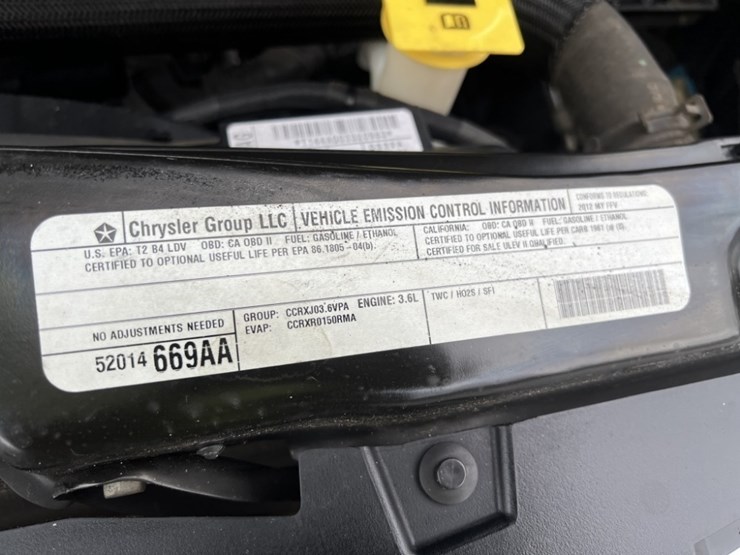 Chrysler Group LLC
VEHICLE EMISSION CONTROL INFORMATION
CONFORMS TO REGULATIONS:
2012 MY FFV
U.S. EPA: T2 B4 LDV OBD: CA OBD II FUEL: GASOLINE / ETHANOL
CERTIFIED TO OPTIONAL USEFUL LIFE PER EPA 86.1805-04(b).
CALIFORNIA: OBD: CA OBD II FUEL: GASOLINE / ETHANOL
CERTIFIED TO OPTIONAL USEFUL LIFE PER CARB 1961
CERTIFIED FOR SALE ULEV II QUALIFIED.
NO ADJUSTMENTS NEEDED
52014 669AA
GROUP: CCRXJ03.6VPA ENGINE: 3.6L
EVAP: CCRXR0150RMA
TWC / HO2S / SFI